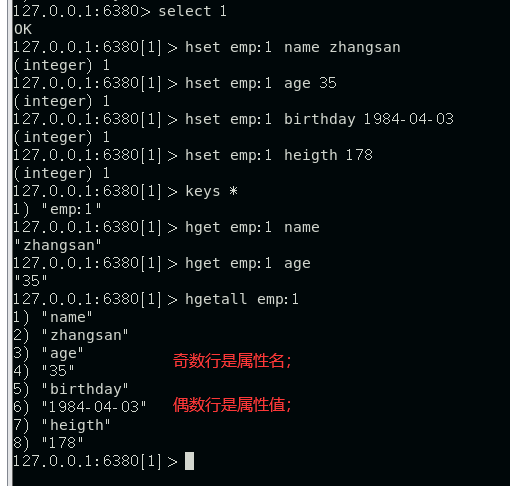 127.0.0.1:6380> select 1
OK
127.0.0.1:6380[1]> hset emp:1 name zhangsan
(integer) 1
127.0.0.1:6380[1]> hset emp:1 age 35
(integer) 1
127.0.0.1:6380[1]> hset emp:1 birthday 1984-04-03
(integer) 1
127.0.0.1:6380[1]> hset emp:1 heigth 178
(integer) 1
127.0.0.1:6380[1]> keys *
1) "emp:1"
127.0.0.1:6380[1]> hget emp:1 name
"zhangsan"
127.0.0.1:6380[1]> hget emp:1 age
"35"
127.0.0.1:6380[1]> hgetall emp:1
1) "name"
2) "zhangsan"
3) "age"
奇数行是属性名；
4) "35"
5) "birthday"
6) "1984-04-03"
偶数行是属性值；
7) "heigth"
8) "178"
127.0.0.1:6380[1]>